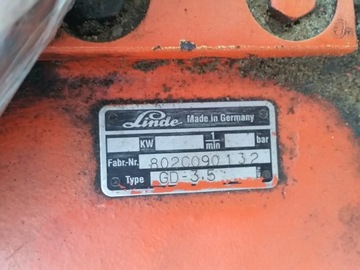 Linde Made in Germany
KW 1/min bar
Fabr.-Nr. 802C090132
Type GD-3.5